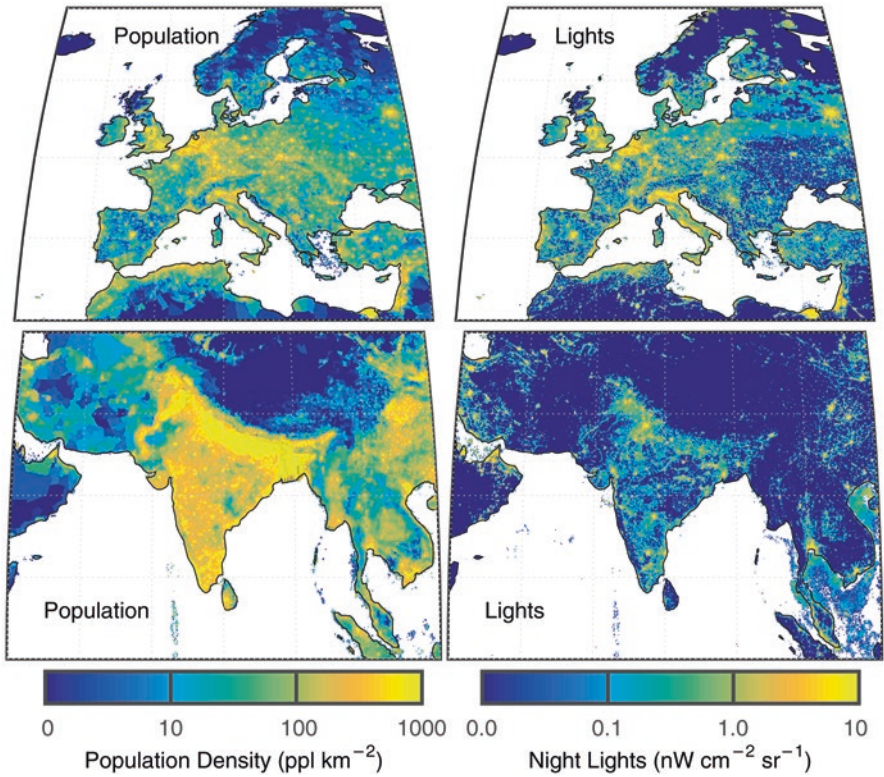 Population
Lights
Population
Lights
0 10 100 1000
0.0 0.1 1.0 10
Population Density (ppl km⁻²)
Night Lights (nW cm⁻² sr⁻¹)